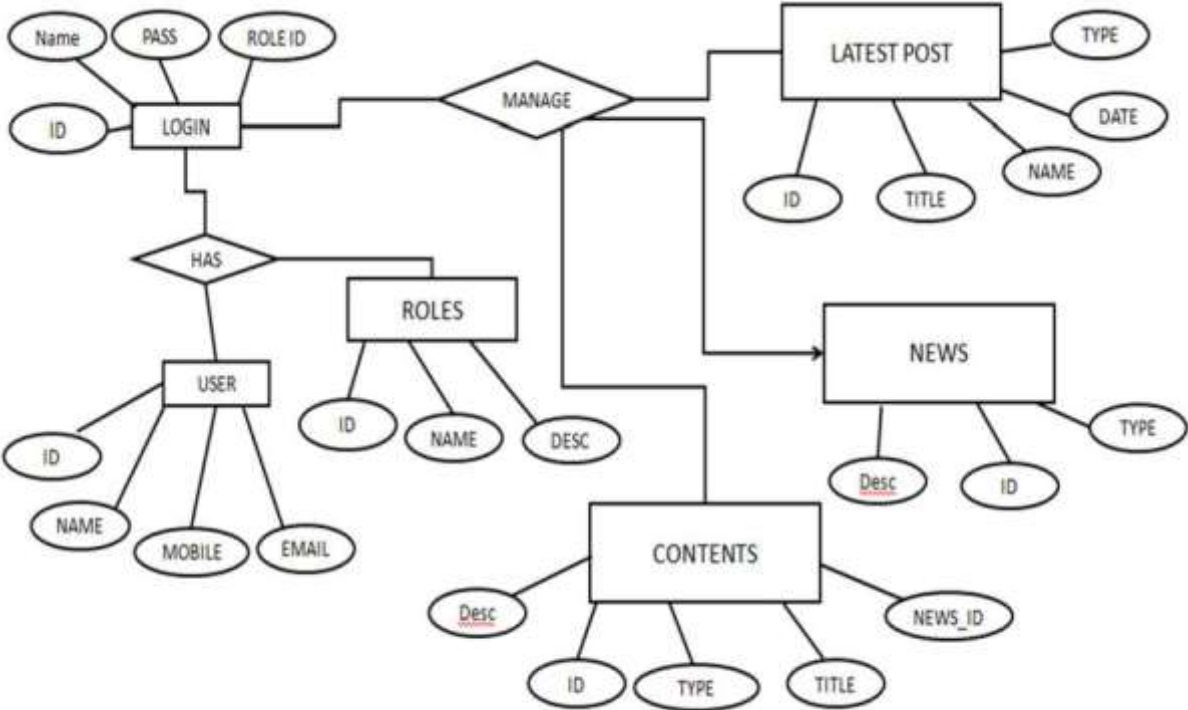 Name
PASS
ROLE ID
ID
LOGIN
MANAGE
LATEST POST
TYPE
DATE
NAME
TITLE
ID
HAS
ROLES
ID
NAME
DESC
USER
ID
NAME
MOBILE
EMAIL
NEWS
Desc
ID
TYPE
CONTENTS
Desc
ID
TYPE
TITLE
NEWS_ID